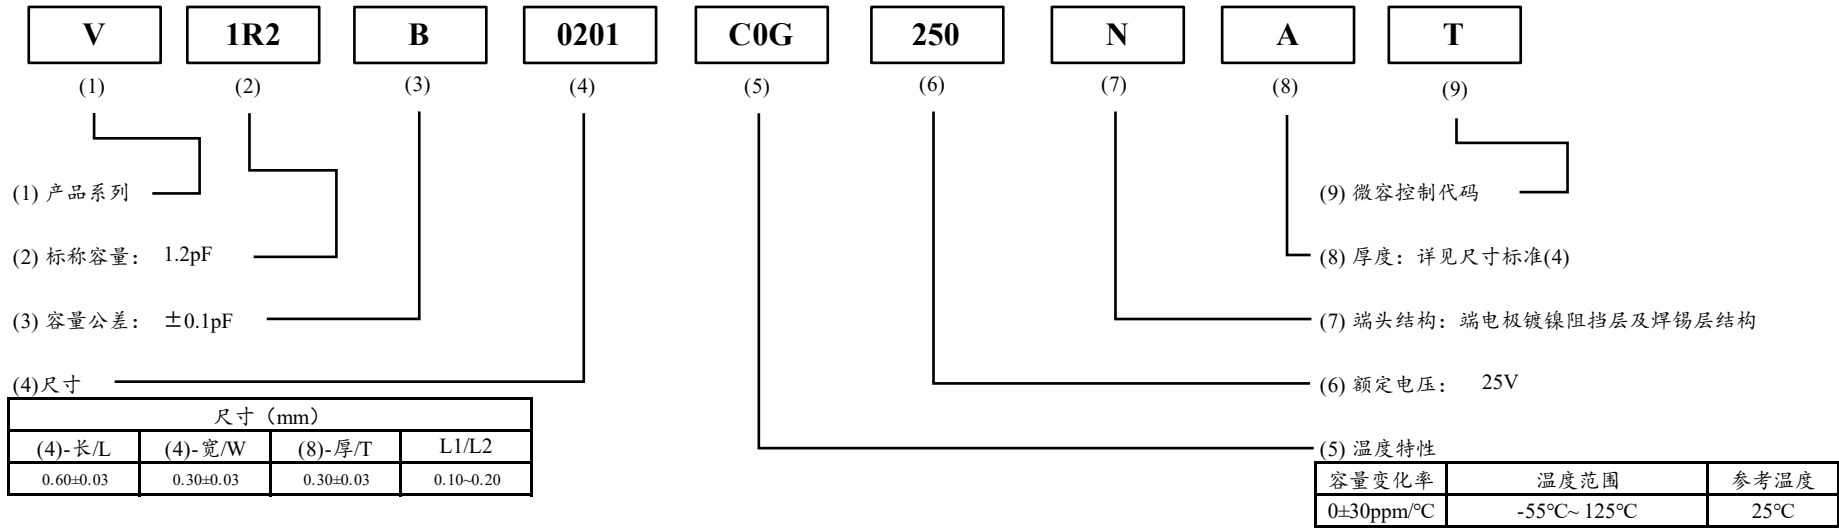 V 1R2 B 0201 C0G 250 N A T
(1) (2) (3) (4) (5) (6) (7) (8) (9)
(1) 产品系列
(9) 微容控制代码
(2) 标称容量： 1.2pF
(8) 厚度：详见尺寸标准(4)
(3) 容量公差： ±0.1pF
(7) 端头结构：端电极镀镍阻挡层及焊锡层结构
(4)尺寸
(6) 额定电压： 25V
尺寸（mm）
(4)-长/L (4)-宽/W (8)-厚/T L1/L2
0.60±0.03 0.30±0.03 0.30±0.03 0.10~0.20
(5) 温度特性
容量变化率 温度范围 参考温度
0±30ppm/°C -55°C~ 125°C 25°C